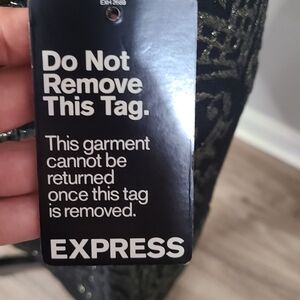 Do Not
Remove
This Tag.
This garment
cannot be
returned
once this tag
is removed.
EXPRESS